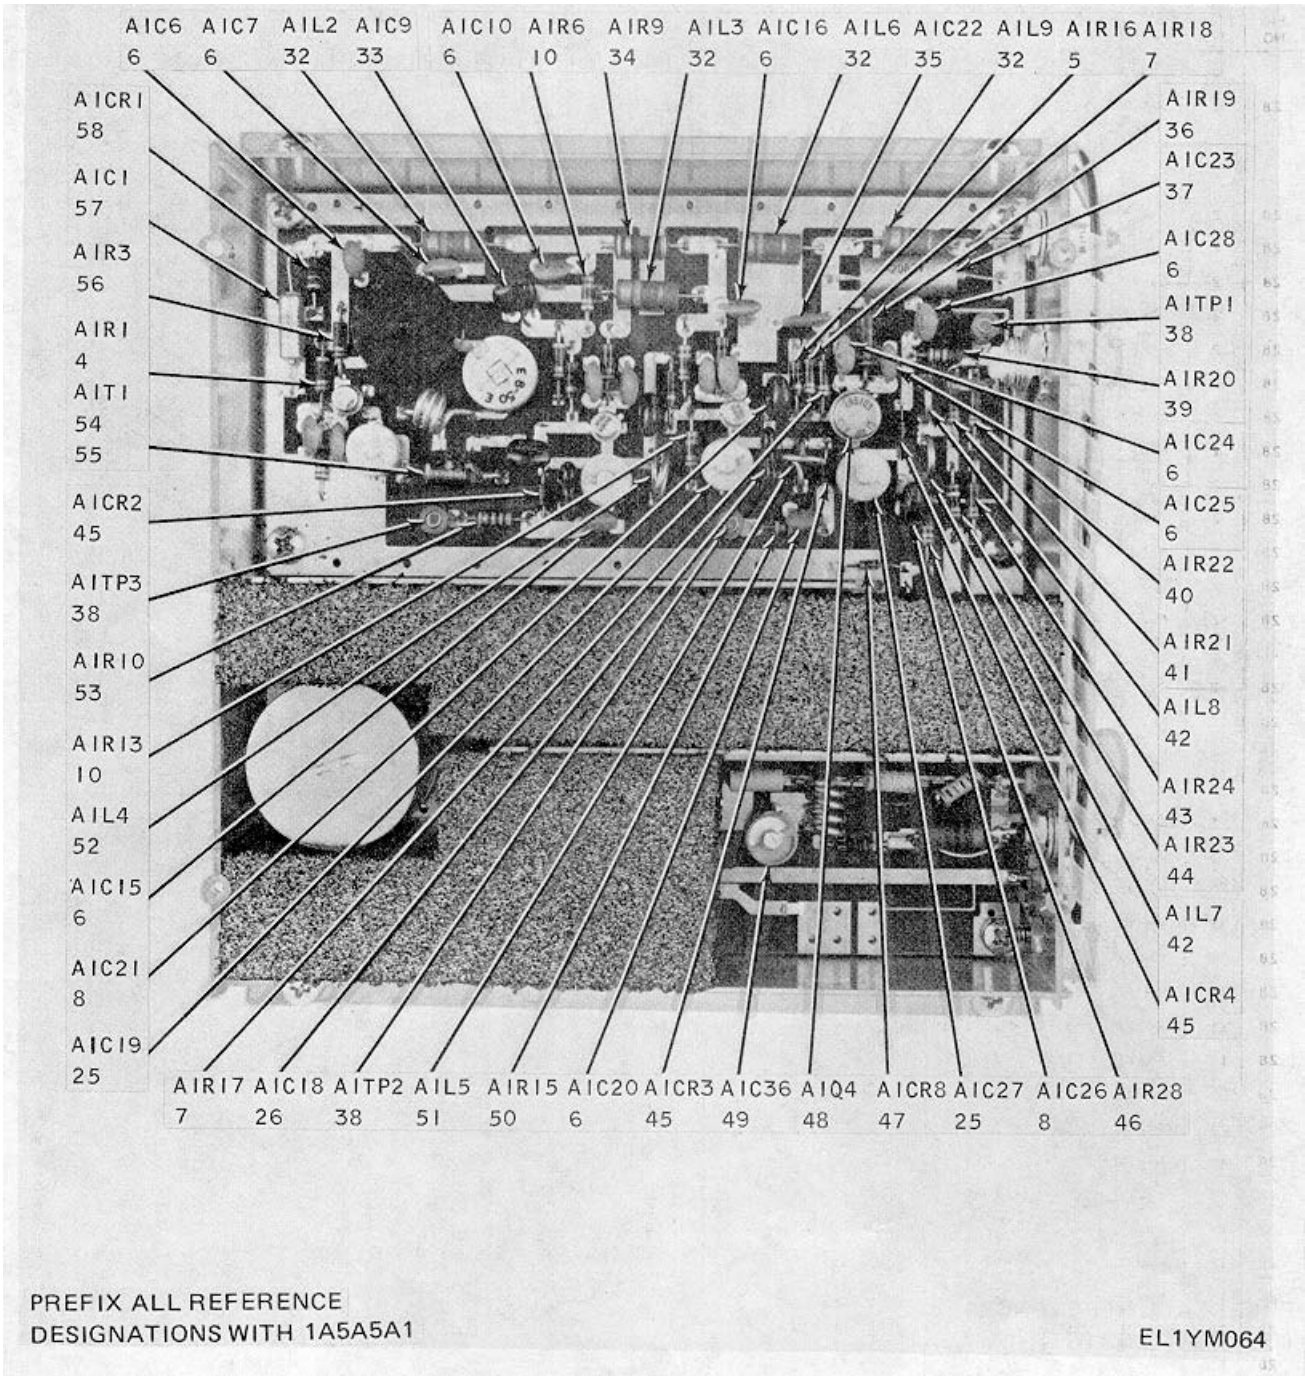 A1C6 A1C7 A1L2 A1C9 A1C10 A1R6 A1R9 A1L3 A1C16 A1L6 A1C22 A1L9 A1R16 A1R18
6 6 32 33 6 10 34 32 6 32 35 32 5 7
A1CR1
58
A1C1
57
A1R3
56
A1R1
4
A1T1
54
55
A1CR2
45
A1TP3
38
A1R10
53
A1R13
10
A1L4
52
A1C15
6
A1C21
8
A1C19
25
A1R19
36
A1C23
37
A1C28
6
A1TP1
38
A1R20
39
A1C24
6
A1C25
6
A1R22
40
A1R21
41
A1L8
42
A1R24
43
A1R23
44
A1L7
42
A1CR4
45
A1R17 A1C18 A1TP2 A1L5 A1R15 A1C20 A1CR3 A1C36 A1Q4 A1CR8 A1C27 A1C26 A1R28
7 26 38 51 50 6 45 49 48 47 25 8 46
PREFIX ALL REFERENCE
DESIGNATIONS WITH 1A5A5A1
EL1YM064